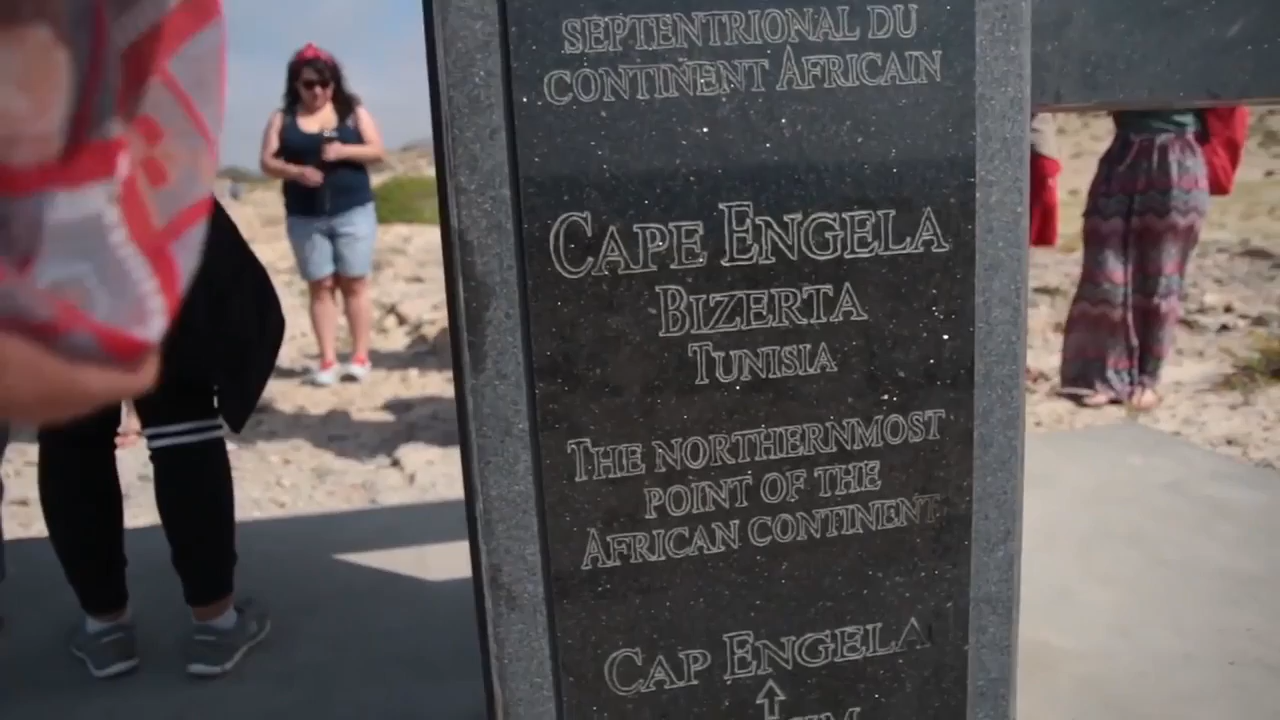 SEPTENTRIONAL DU
CONTINENT AFRICAIN
CAPE ENGELA
BIZERTA
TUNISIA
THE NORTHERNMOST
POINT OF THE
AFRICAN CONTINENT
CAP ENGELA
↑